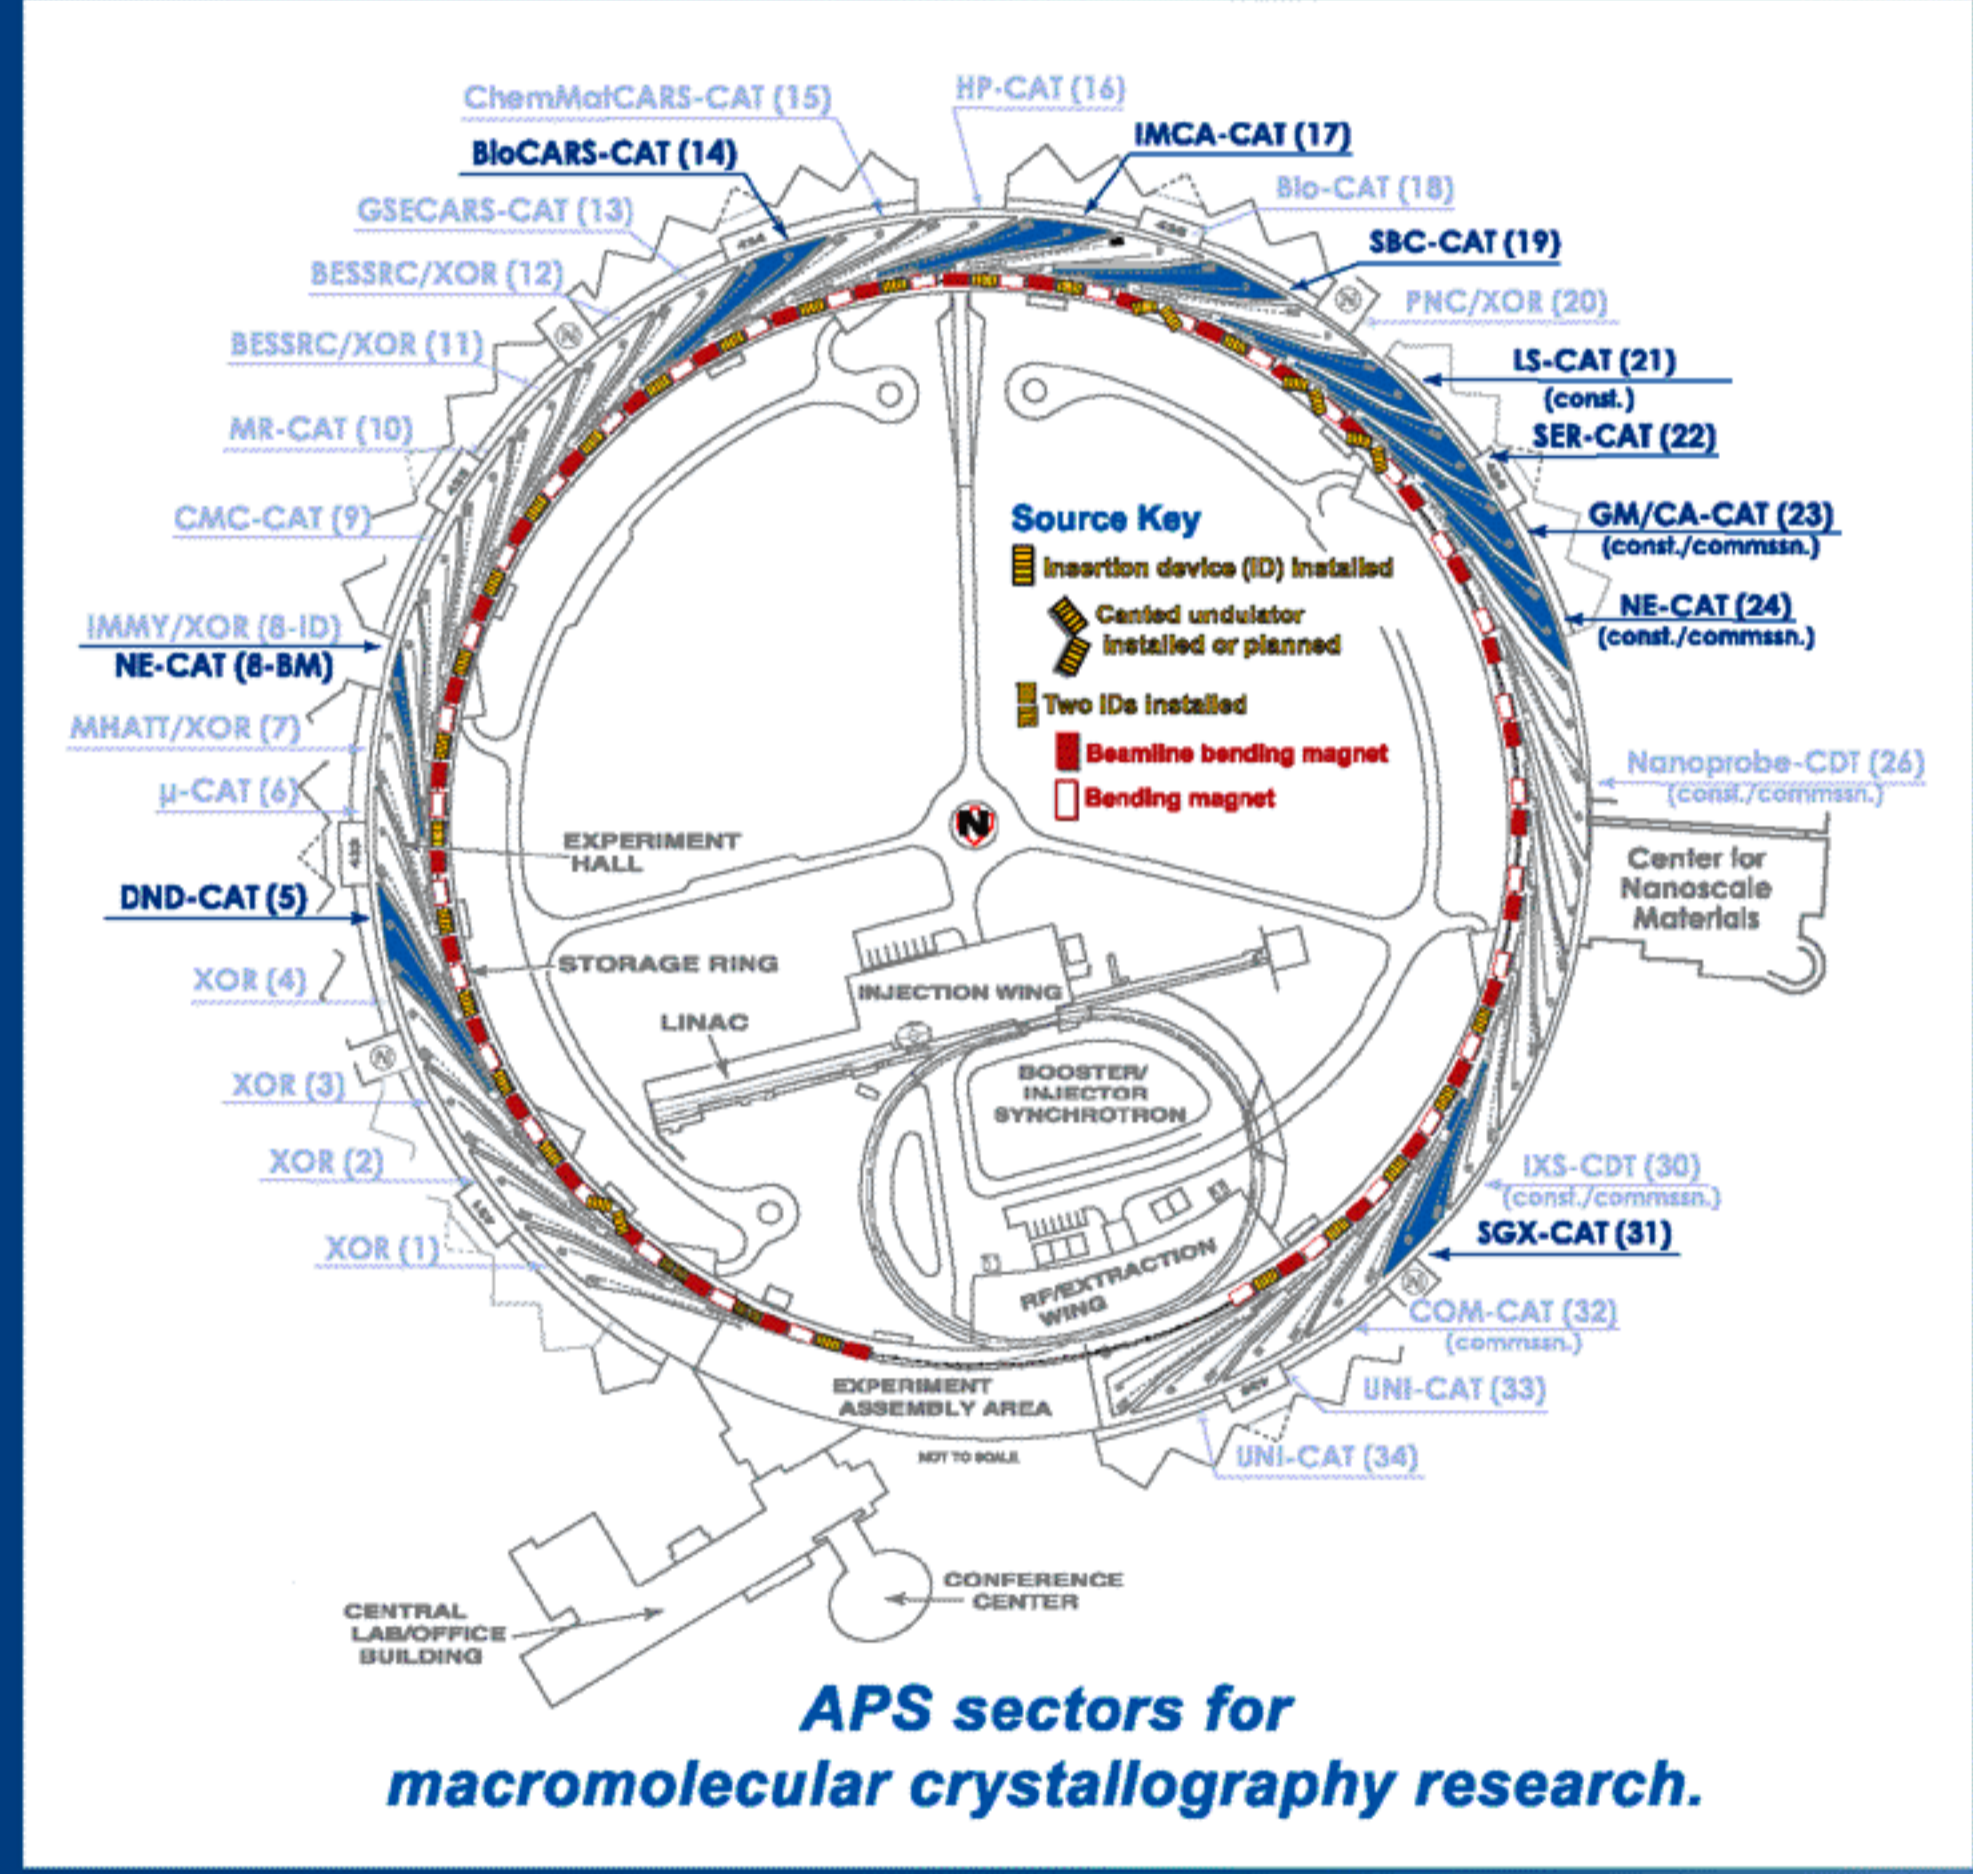 ChemMatCARS-CAT (15)
HP-CAT (16)
BioCARS-CAT (14)
IMCA-CAT (17)
GSECARS-CAT (13)
Bio-CAT (18)
BESSRC/XOR (12)
SBC-CAT (19)
BESSRC/XOR (11)
PNC/XOR (20)
MR-CAT (10)
LS-CAT (21)
(const.)
CMC-CAT (9)
SER-CAT (22)
GM/CA-CAT (23)
(const./commssn.)
IMMY/XOR (8-ID)
NE-CAT (8-BM)
NE-CAT (24)
(const./commssn.)
MHATT/XOR (7)
µ-CAT (6)
Nanoprobe-CDT (26)
(const./commssn.)
Source Key
Insertion device (ID) installed
Canted undulator
installed or planned
Two IDs installed
Beamline bending magnet
Bending magnet
N
EXPERIMENT
HALL
Center for
Nanoscale
Materials
DND-CAT (5)
XOR (4)
STORAGE RING
INJECTION WING
LINAC
XOR (3)
BOOSTER/
INJECTOR
SYNCHROTRON
XOR (2)
IXS-CDT (30)
(const./commssn.)
XOR (1)
SGX-CAT (31)
RF/EXTRACTION
WING
COM-CAT (32)
(commssn.)
EXPERIMENT
ASSEMBLY AREA
UNI-CAT (33)
NOT TO SCALE
UNI-CAT (34)
CONFERENCE
CENTER
CENTRAL
LAB/OFFICE
BUILDING
APS sectors for
macromolecular crystallography research.